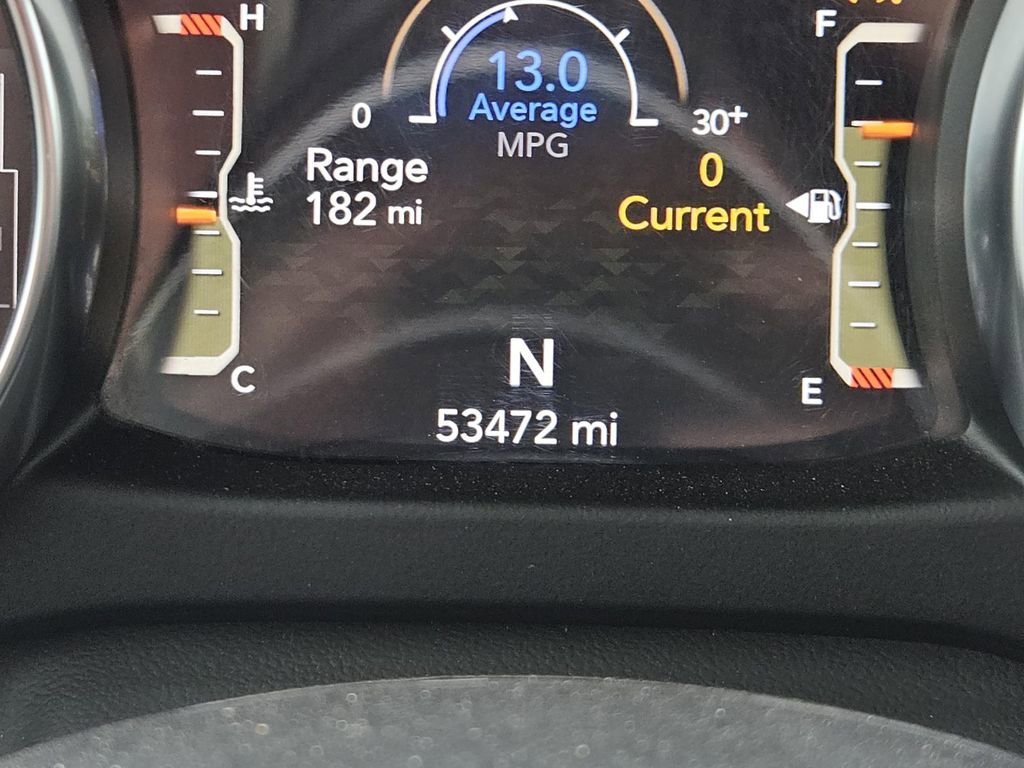 H
F
13.0
Average
MPG
0
30+
Range
182 mi
0
Current
N
C
E
53472 mi